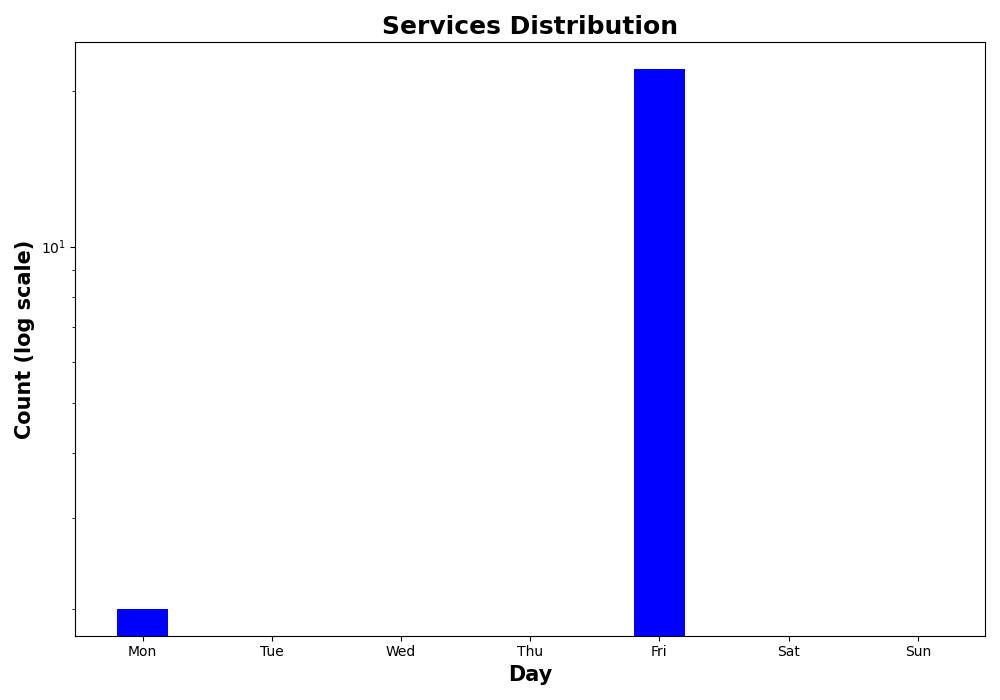 Services Distribution
Count (log scale)
10¹
Mon Tue Wed Thu Fri Sat Sun
Day